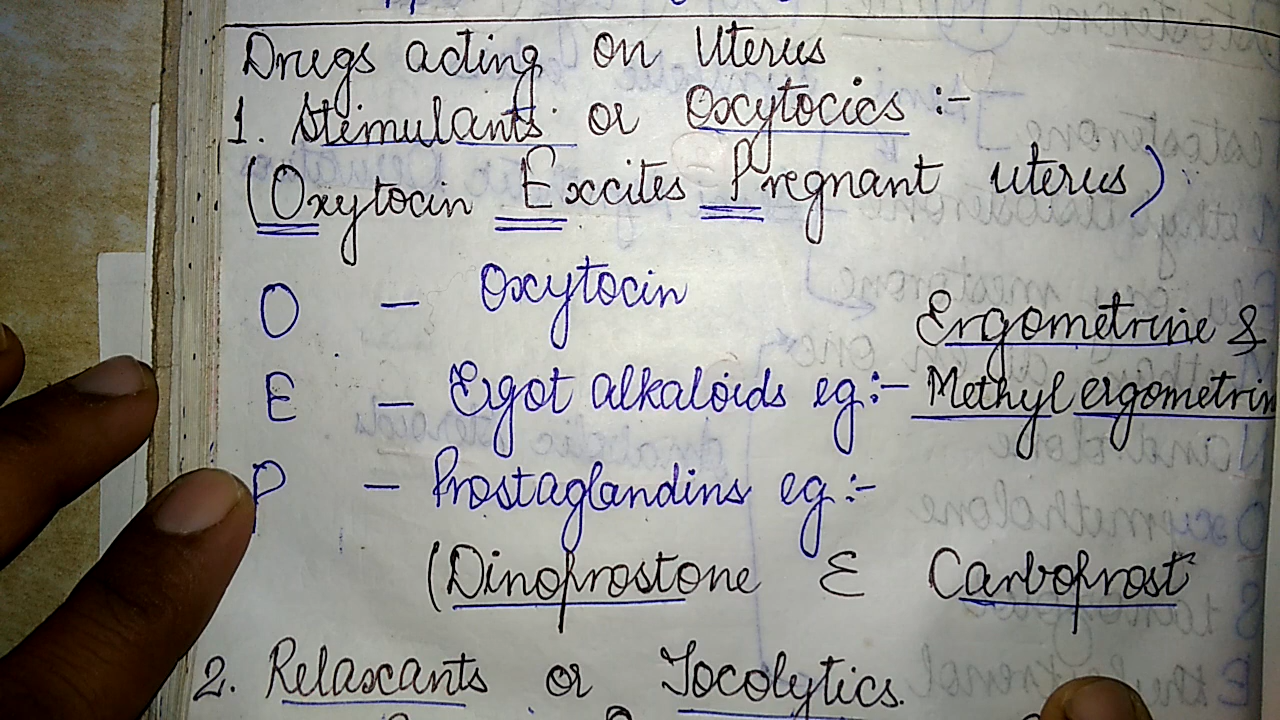 Drugs acting on Uterus
1. Stimulants or Oxytocics :-
(Oxytocin Excites Pregnant uterus)
O - Oxytocin
Ergometrine &
E - Ergot alkaloids eg:- Methyl ergometrin
P - Prostaglandins eg:-
(Dinoprostone & Carboprost
2. Relaxants or Tocolytics.